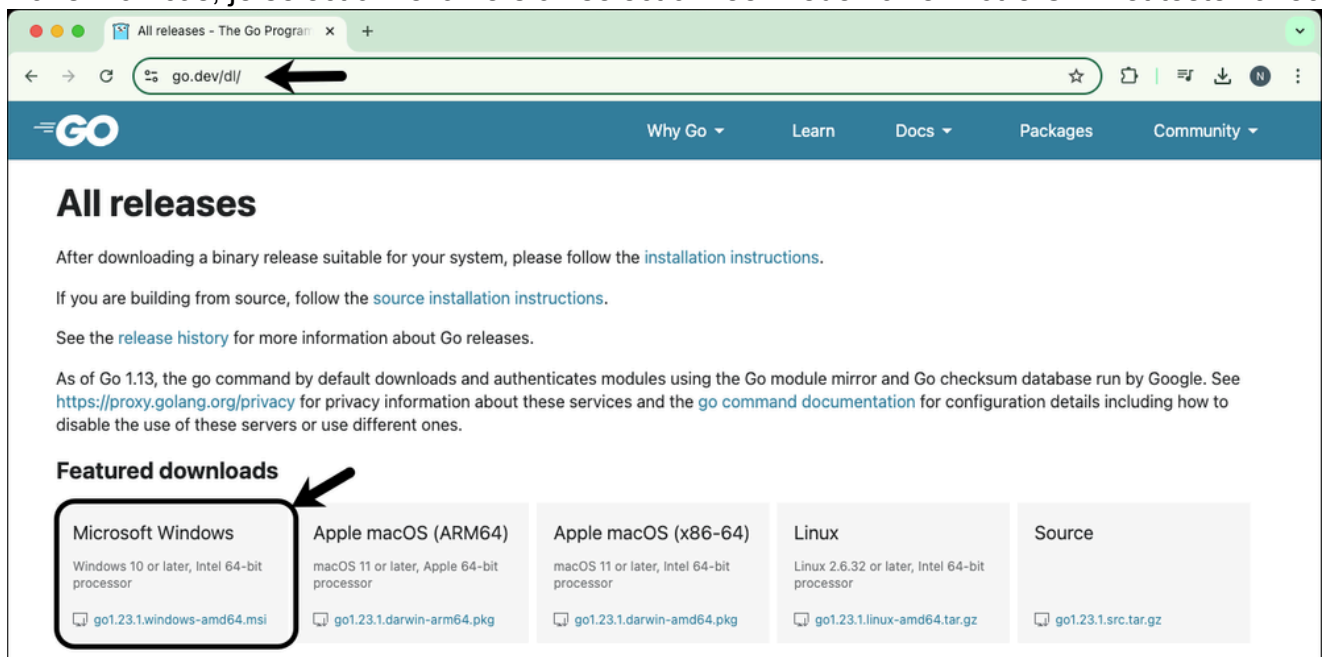 All releases - The Go Program
go.dev/dl/
N
GO
Why Go
Learn
Docs
Packages
Community
All releases
After downloading a binary release suitable for your system, please follow the installation instructions.
If you are building from source, follow the source installation instructions.
See the release history for more information about Go releases.
As of Go 1.13, the go command by default downloads and authenticates modules using the Go module mirror and Go checksum database run by Google. See
https://proxy.golang.org/privacy for privacy information about these services and the go command documentation for configuration details including how to
disable the use of these servers or use different ones.
Featured downloads
Microsoft Windows
Windows 10 or later, Intel 64-bit
processor
go1.23.1.windows-amd64.msi
Apple macOS (ARM64)
macOS 11 or later, Apple 64-bit
processor
go1.23.1.darwin-arm64.pkg
Apple macOS (x86-64)
macOS 11 or later, Intel 64-bit
processor
go1.23.1.darwin-amd64.pkg
Linux
Linux 2.6.32 or later, Intel 64-bit
processor
go1.23.1.linux-amd64.tar.gz
Source
go1.23.1.src.tar.gz